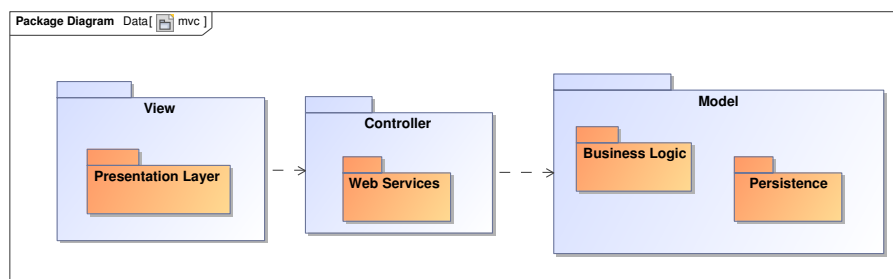 Package Diagram Data[ mvc ]
View
Presentation Layer
Controller
Web Services
Model
Business Logic
Persistence